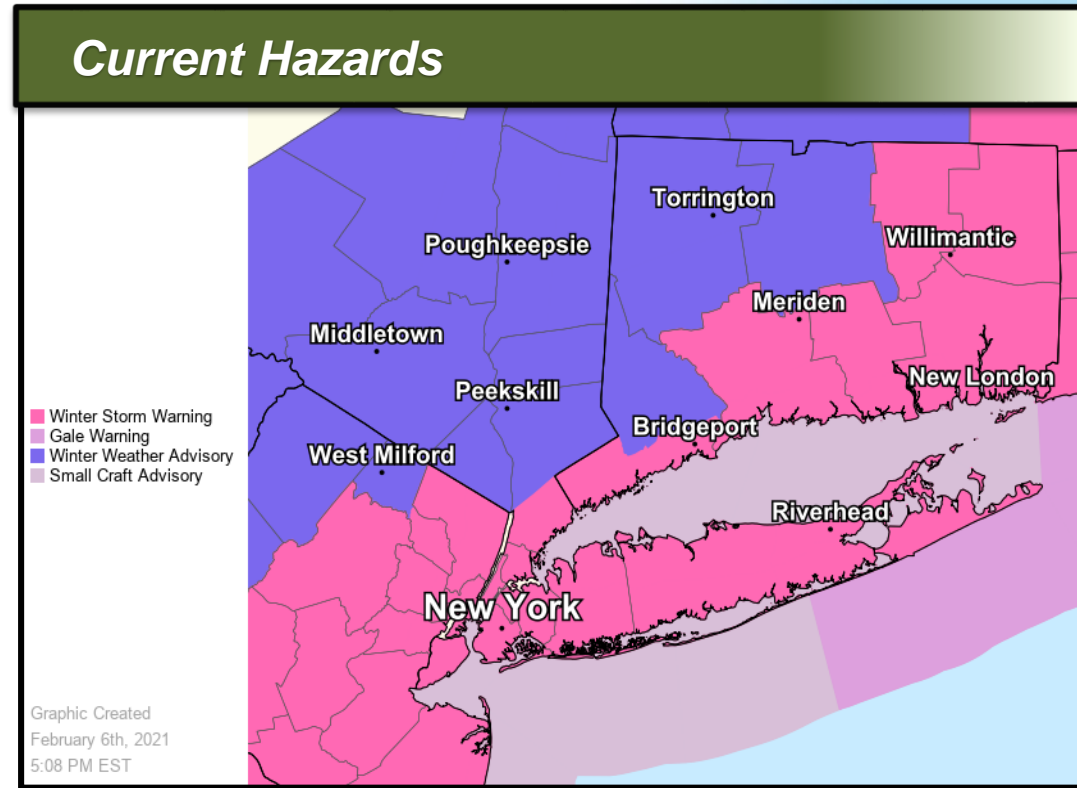 Current Hazards
Torrington
Poughkeepsie
Willimantic
Meriden
Middletown
New London
Peekskill
Winter Storm Warning
Gale Warning
Bridgeport
Winter Weather Advisory
West Milford
Small Craft Advisory
Riverhead
New York
Graphic Created
February 6th, 2021
5:08 PM EST